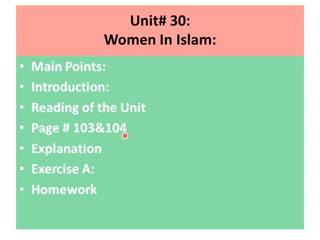 Unit# 30:
Women In Islam:
• Main Points:
• Introduction:
• Reading of the Unit
• Page # 103&104
• Explanation
• Exercise A:
• Homework